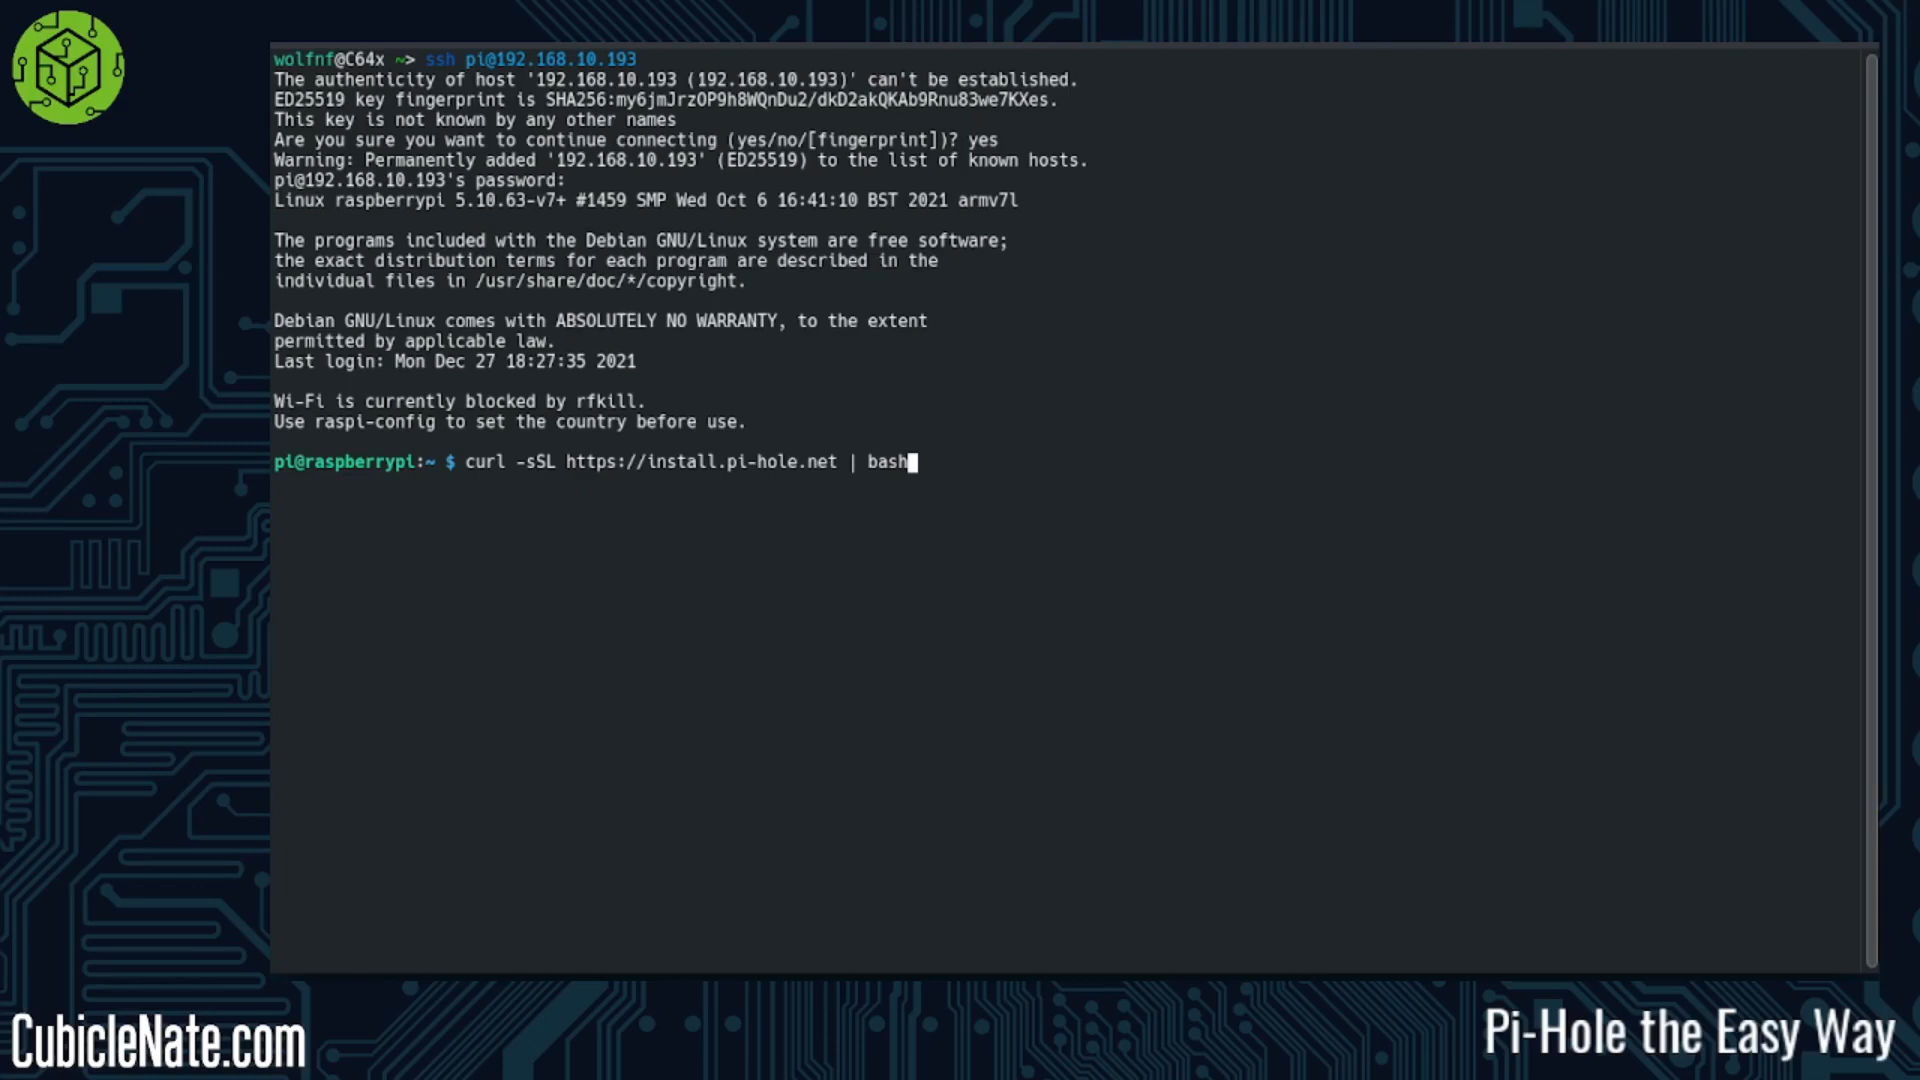 wolfnf@C64x ~> ssh pi@192.168.10.193
The authenticity of host '192.168.10.193 (192.168.10.193)' can't be established.
ED25519 key fingerprint is SHA256:my6jmJrzOP9h8WQnDu2/dkD2akQKAb9Rnu83we7KXes.
This key is not known by any other names
Are you sure you want to continue connecting (yes/no/[fingerprint])? yes
Warning: Permanently added '192.168.10.193' (ED25519) to the list of known hosts.
pi@192.168.10.193's password:
Linux raspberrypi 5.10.63-v7+ #1459 SMP Wed Oct 6 16:41:10 BST 2021 armv7l
The programs included with the Debian GNU/Linux system are free software;
the exact distribution terms for each program are described in the
individual files in /usr/share/doc/*/copyright.
Debian GNU/Linux comes with ABSOLUTELY NO WARRANTY, to the extent
permitted by applicable law.
Last login: Mon Dec 27 18:27:35 2021
Wi-Fi is currently blocked by rfkill.
Use raspi-config to set the country before use.
pi@raspberrypi:~ $ curl -sSL https://install.pi-hole.net | bash
CubicleNate.com
Pi-Hole the Easy Way